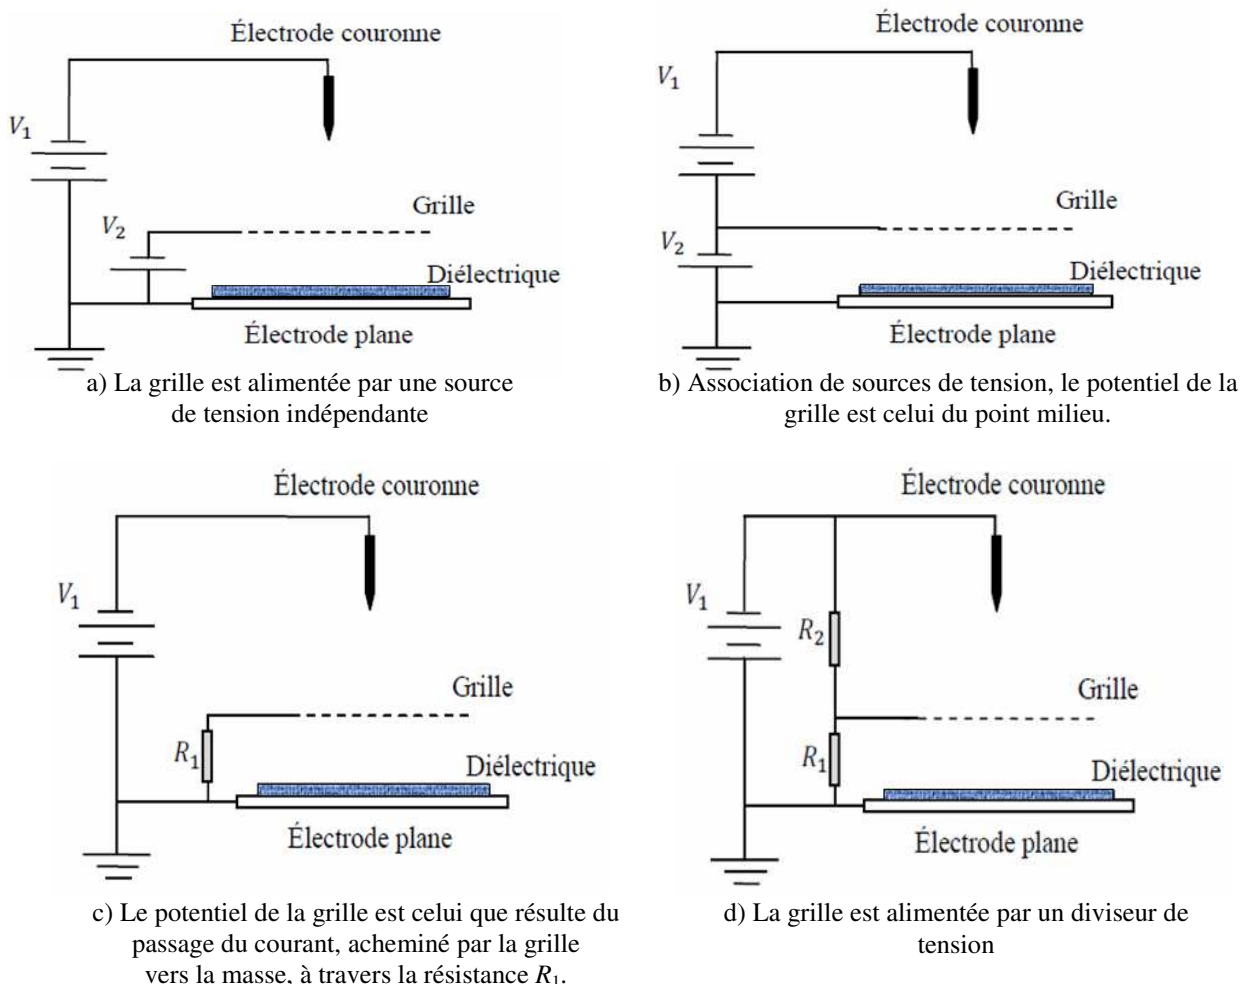 Électrode couronne
V₁
Grille
V₂
Diélectrique
Électrode plane
a) La grille est alimentée par une source
de tension indépendante
Électrode couronne
V₁
Grille
V₂
Diélectrique
Électrode plane
b) Association de sources de tension, le potentiel de la
grille est celui du point milieu.
Électrode couronne
V₁
Grille
R₁
Diélectrique
Électrode plane
c) Le potentiel de la grille est celui que résulte du
passage du courant, acheminé par la grille
vers la masse, à travers la résistance R₁.
Électrode couronne
V₁
R₂
Grille
R₁
Diélectrique
Électrode plane
d) La grille est alimentée par un diviseur de
tension